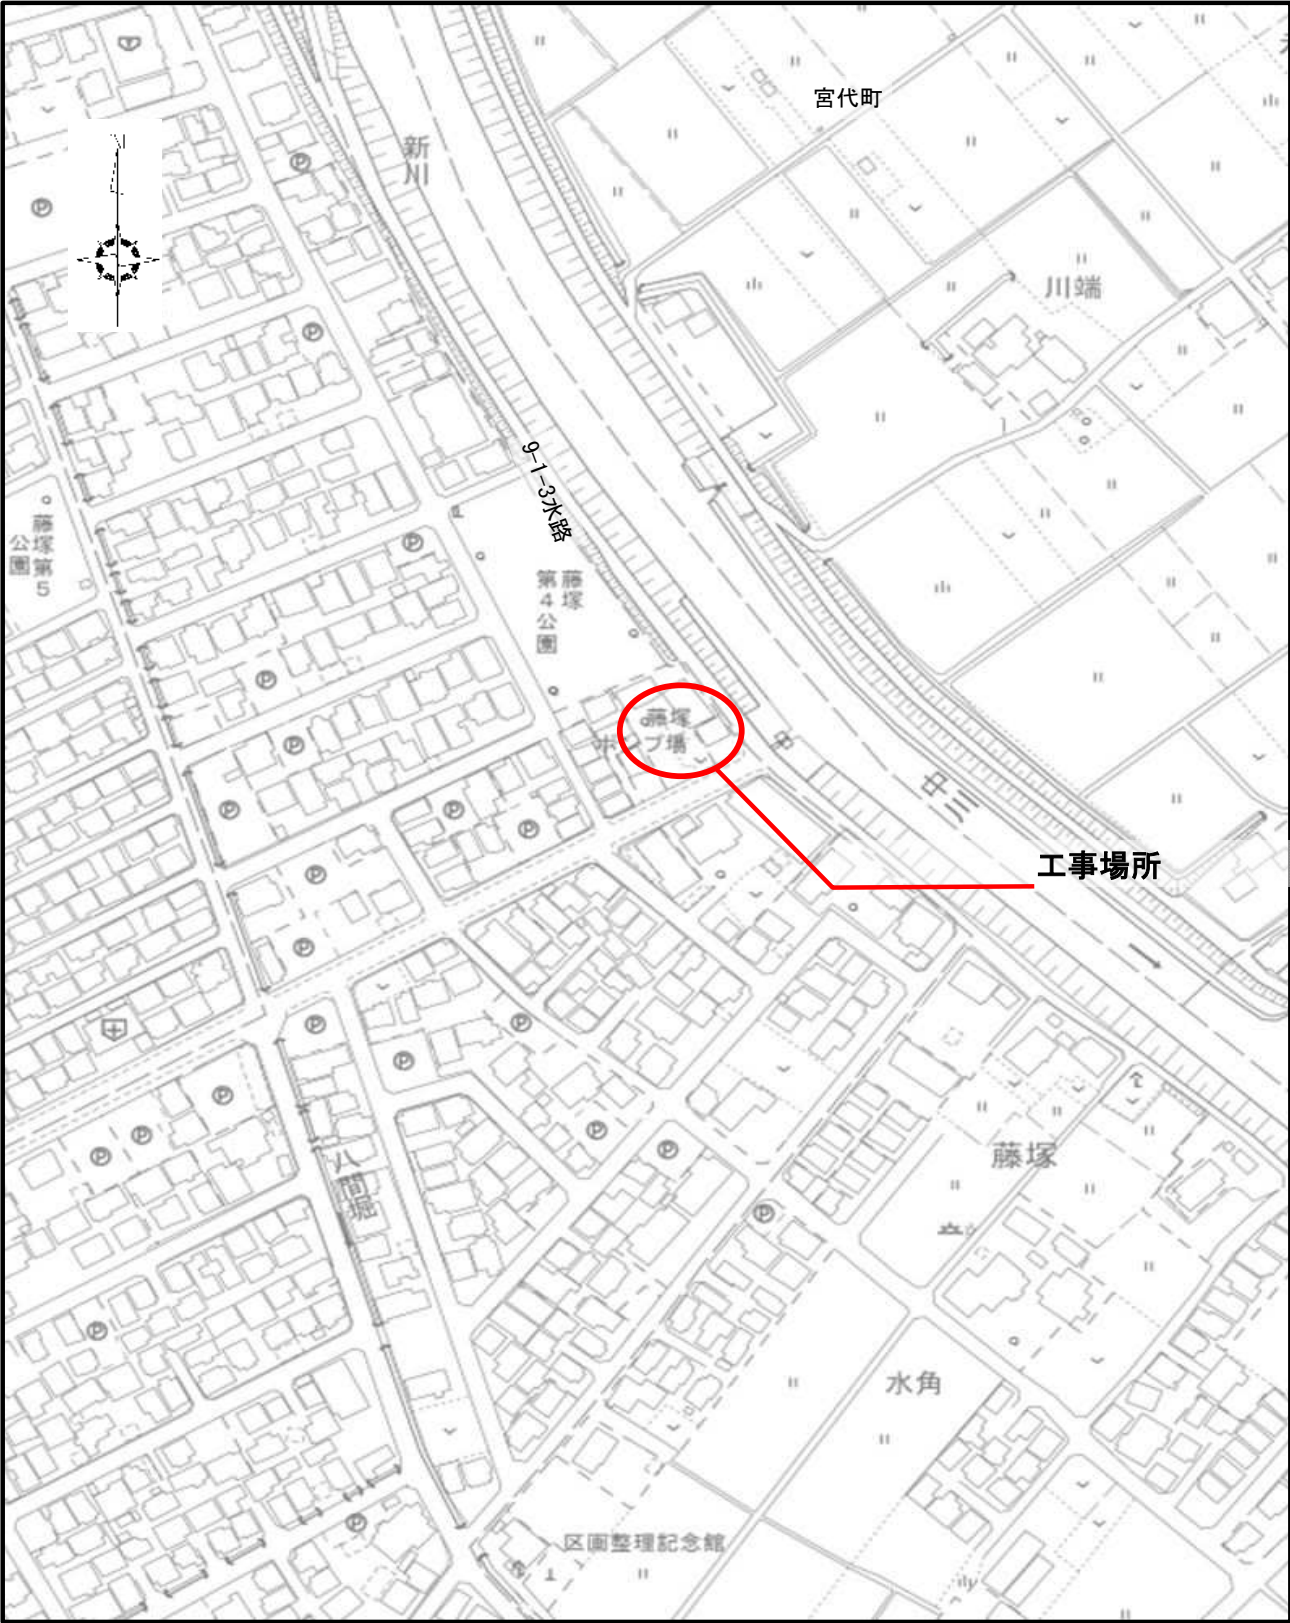 宮代町
新川
川端
9-1-3水路
藤塚第5
公園
藤塚
第4公園
藤塚
ポンプ場
中川
工事場所
藤塚
八間堀
水角
区画整理記念館